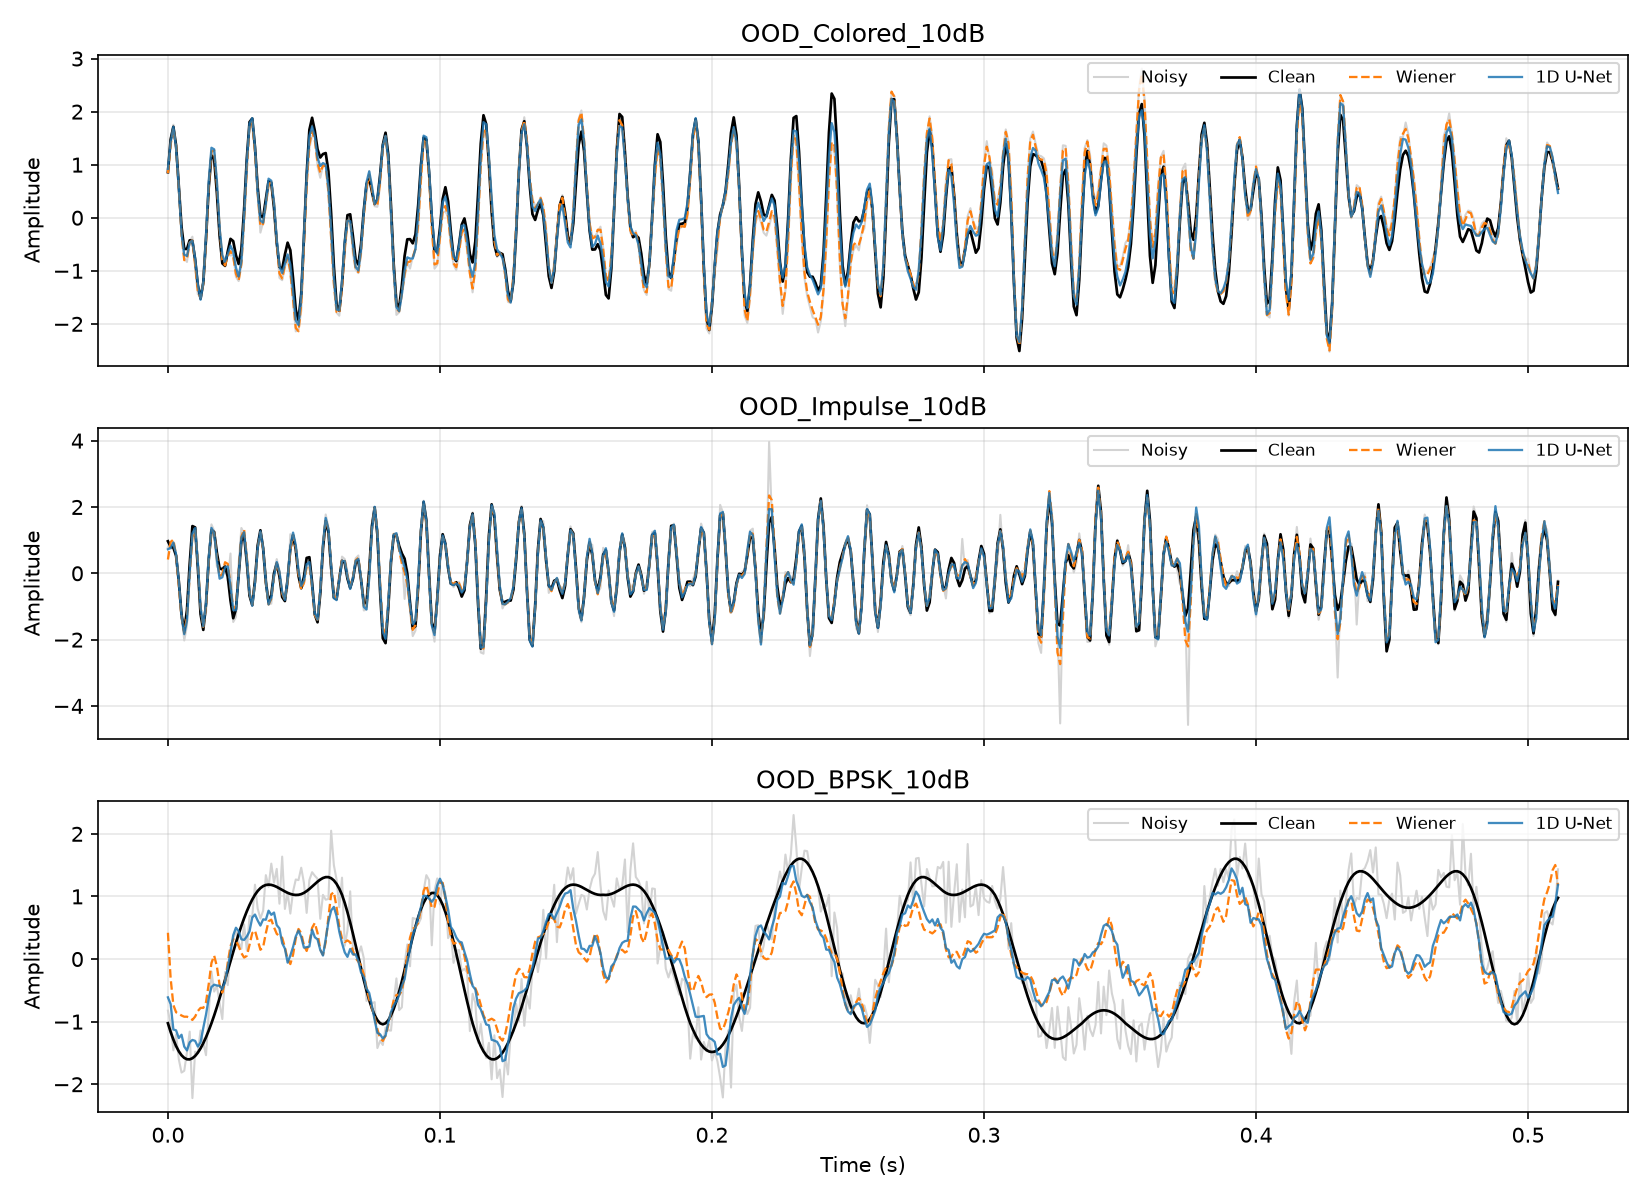 OOD_Colored_10dB
Noisy Clean Wiener 1D U-Net
3
2
1
0
−1
−2
Amplitude
OOD_Impulse_10dB
Noisy Clean Wiener 1D U-Net
4
2
0
−2
−4
Amplitude
OOD_BPSK_10dB
Noisy Clean Wiener 1D U-Net
2
1
0
−1
−2
Amplitude
0.0 0.1 0.2 0.3 0.4 0.5
Time (s)